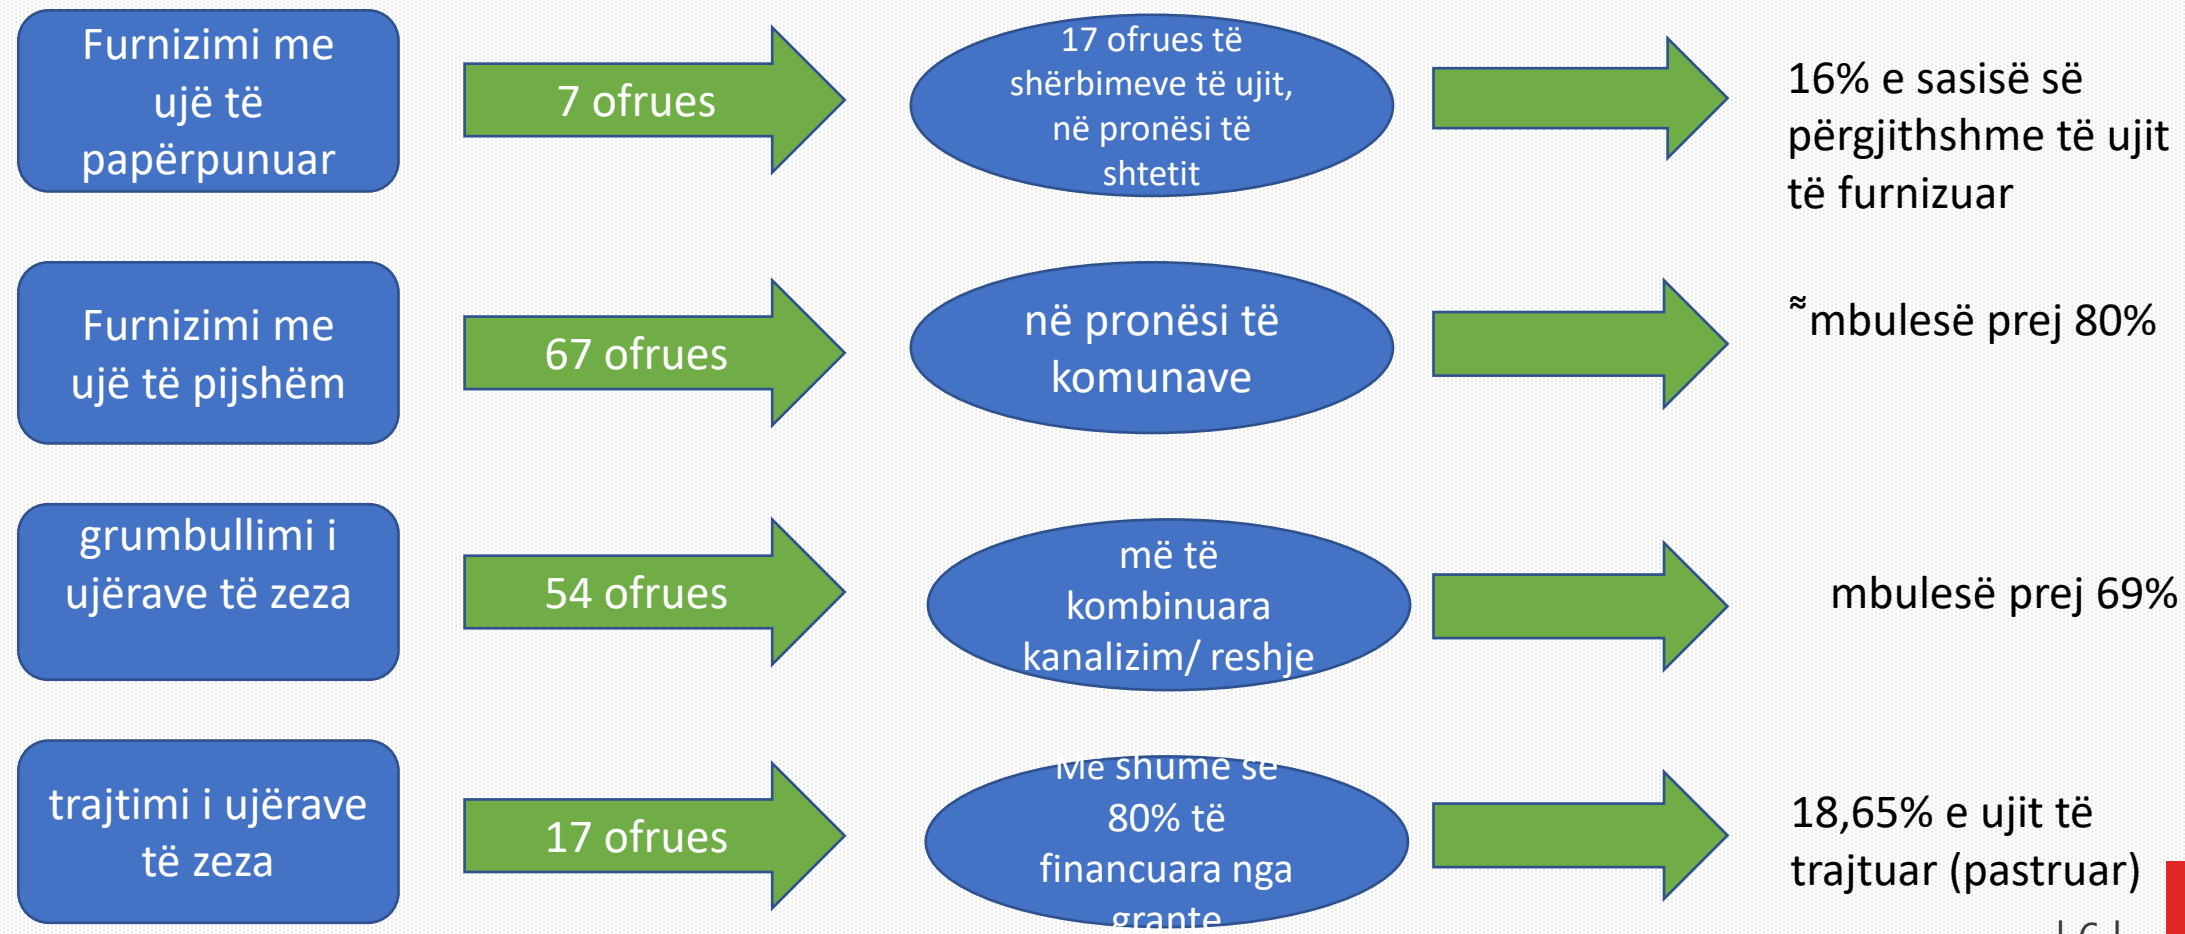 Furnizimi me
ujë të
papërpunuar
7 ofrues
17 ofrues të
shërbimeve të ujit,
në pronësi të
shtetit
16% e sasisë së
përgjithshme të ujit
të furnizuar
Furnizimi me
ujë të pijshëm
67 ofrues
në pronësi të
komunave
≈mbulesë prej 80%
grumbullimi i
ujërave të zeza
54 ofrues
më të
kombinuara
kanalizim/ reshje
mbulesë prej 69%
trajtimi i ujërave
të zeza
17 ofrues
Më shumë se
80% të
financuara nga
grante
18,65% e ujit të
trajtuar (pastruar)